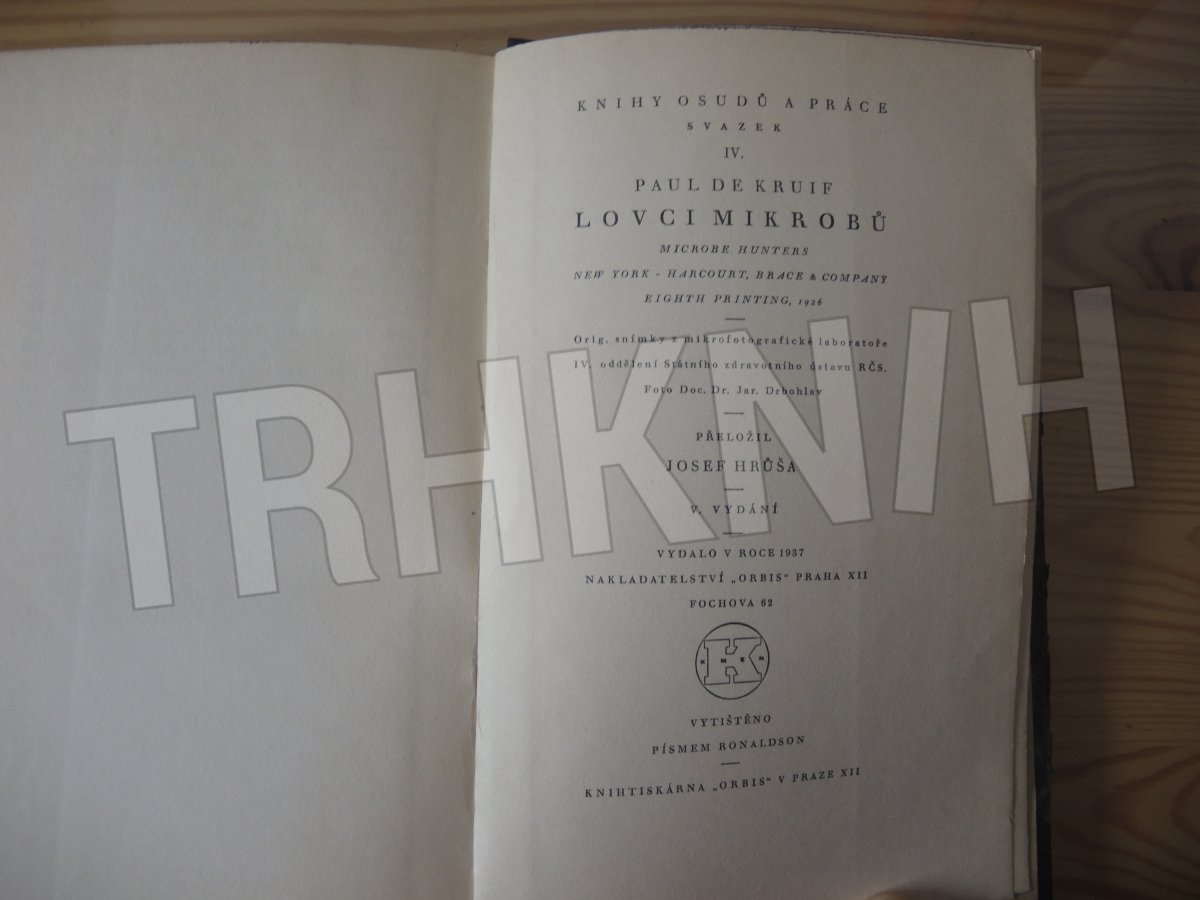 KNIHY OSUDŮ A PRÁCE
SVAZEK
IV.
PAUL DE KRUIF
LOVCI MIKROBŮ
MICROBE HUNTERS
NEW YORK - HARCOURT, BRACE & COMPANY
EIGHTH PRINTING, 1926
Orig. snímky z mikrofotografické laboratoře
IV. oddělení Státního zdravotního ústavu RČS.
Foto Doc. Dr. Jar. Drbohlav
PŘELOŽIL
JOSEF HRŮŠA
V. VYDÁNÍ
VYDALO V ROCE 1937
NAKLADATELSTVÍ „ORBIS“ PRAHA XII
FOCHOVA 62
K
KMEN
VYTIŠTĚNO
PÍSMEM RONALDSON
KNIHTISKÁRNA „ORBIS“ V PRAZE XII
TRHKNIH